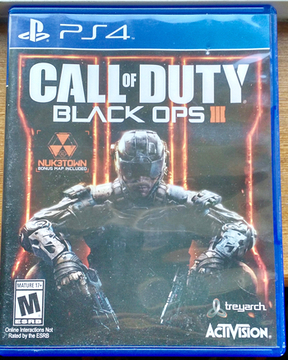 PS4
CALL OF DUTY
BLACK OPS III
NUK3TOWN
BONUS MAP INCLUDED
MATURE 17+
M
ESRB
Online Interactions Not
Rated by the ESRB
treyarch
ACTIVISION